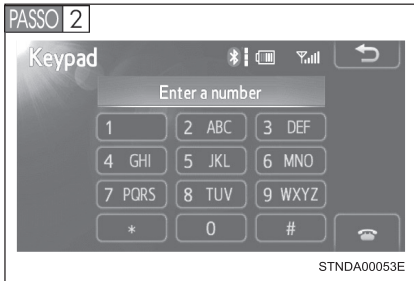 PASSO 2
Keypad
Enter a number
1 2 ABC 3 DEF
4 GHI 5 JKL 6 MNO
7 PQRS 8 TUV 9 WXYZ
* 0 #
STNDA00053E